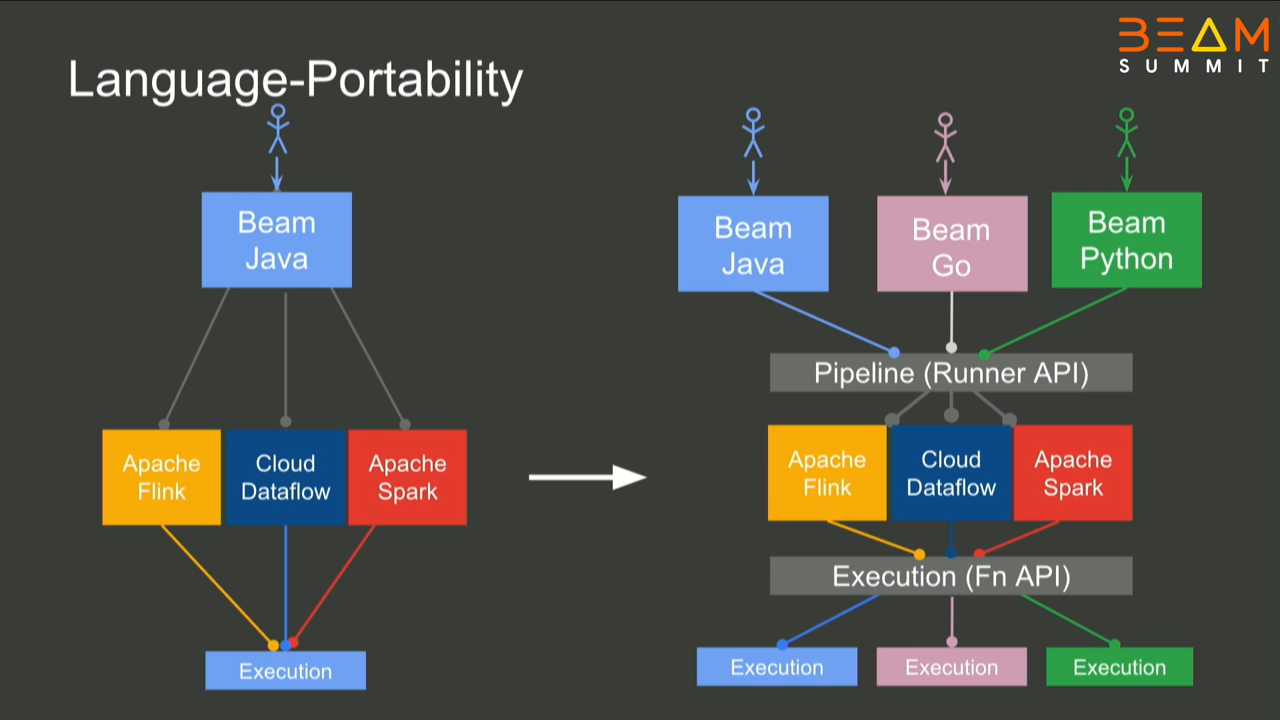 BEAM
SUMMIT
Language-Portability
Beam
Java
Apache
Flink
Cloud
Dataflow
Apache
Spark
Execution
Beam
Java
Beam
Go
Beam
Python
Pipeline (Runner API)
Apache
Flink
Cloud
Dataflow
Apache
Spark
Execution (Fn API)
Execution
Execution
Execution